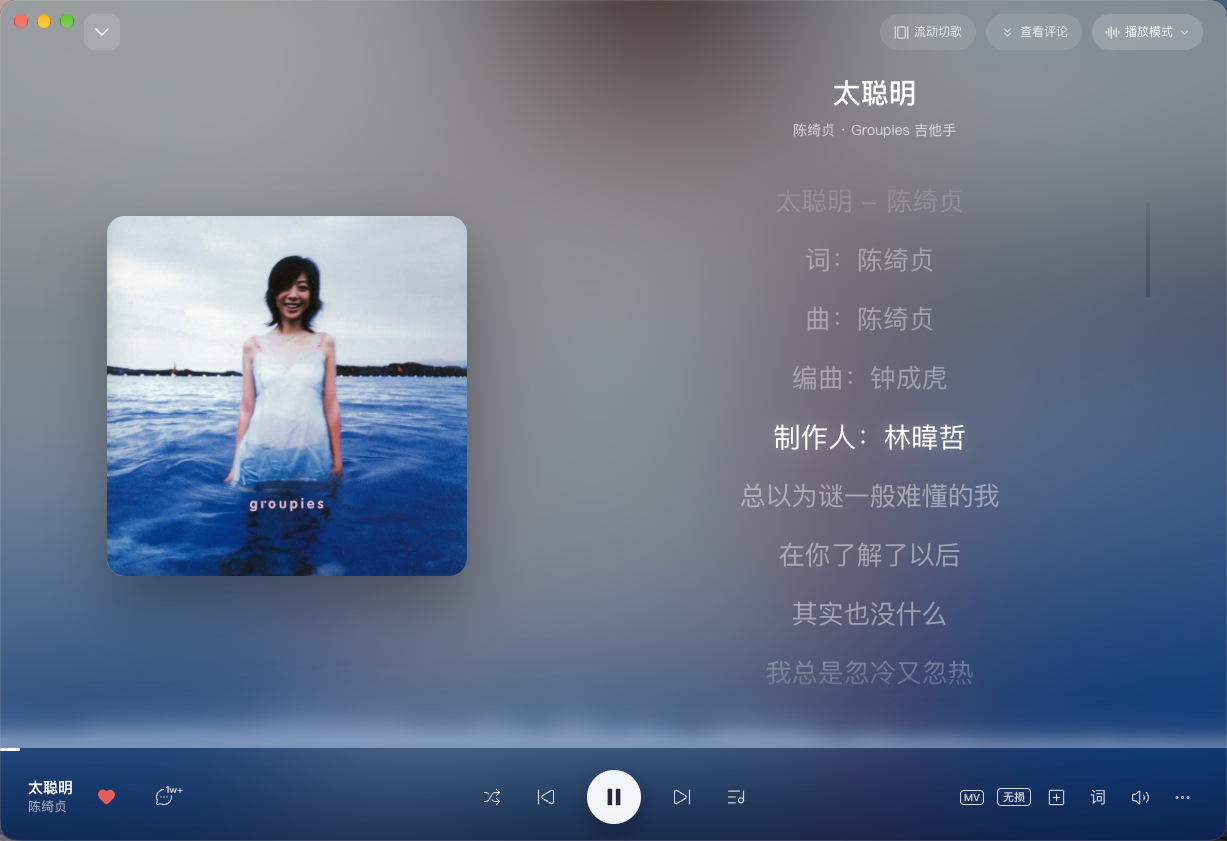 流动切歌
查看评论
播放模式
太聪明
陈绮贞 · Groupies 吉他手
太聪明 – 陈绮贞
词：陈绮贞
曲：陈绮贞
编曲：钟成虎
制作人：林暐哲
总以为谜一般难懂的我
在你了解了以后
其实也没什么
我总是忽冷又忽热
groupies
太聪明
陈绮贞
1w+
MV
无损
词